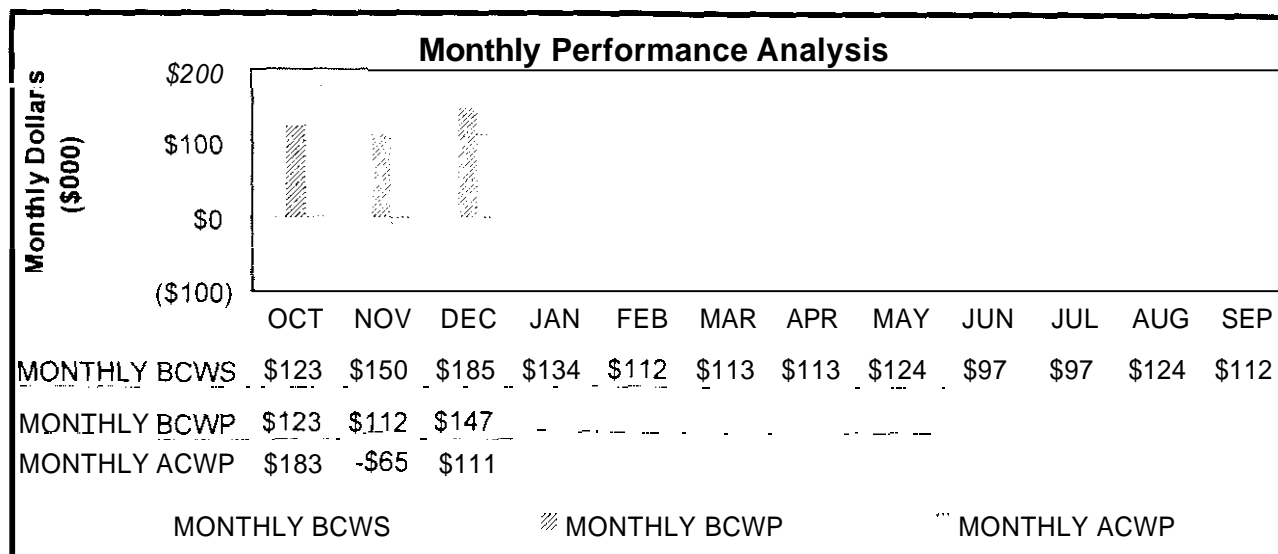 Monthly Performance Analysis
Monthly Dollars
($000)
$200
$100
$0
($100)
OCT NOV DEC JAN FEB MAR APR MAY JUN JUL AUG SEP
MONTHLY BCWS $123 $150 $185 $134 $112 $113 $113 $124 $97 $97 $124 $112
MONTHLY BCWP $123 $112 $147
MONTHLY ACWP $183 -$65 $111
MONTHLY BCWS MONTHLY BCWP MONTHLY ACWP